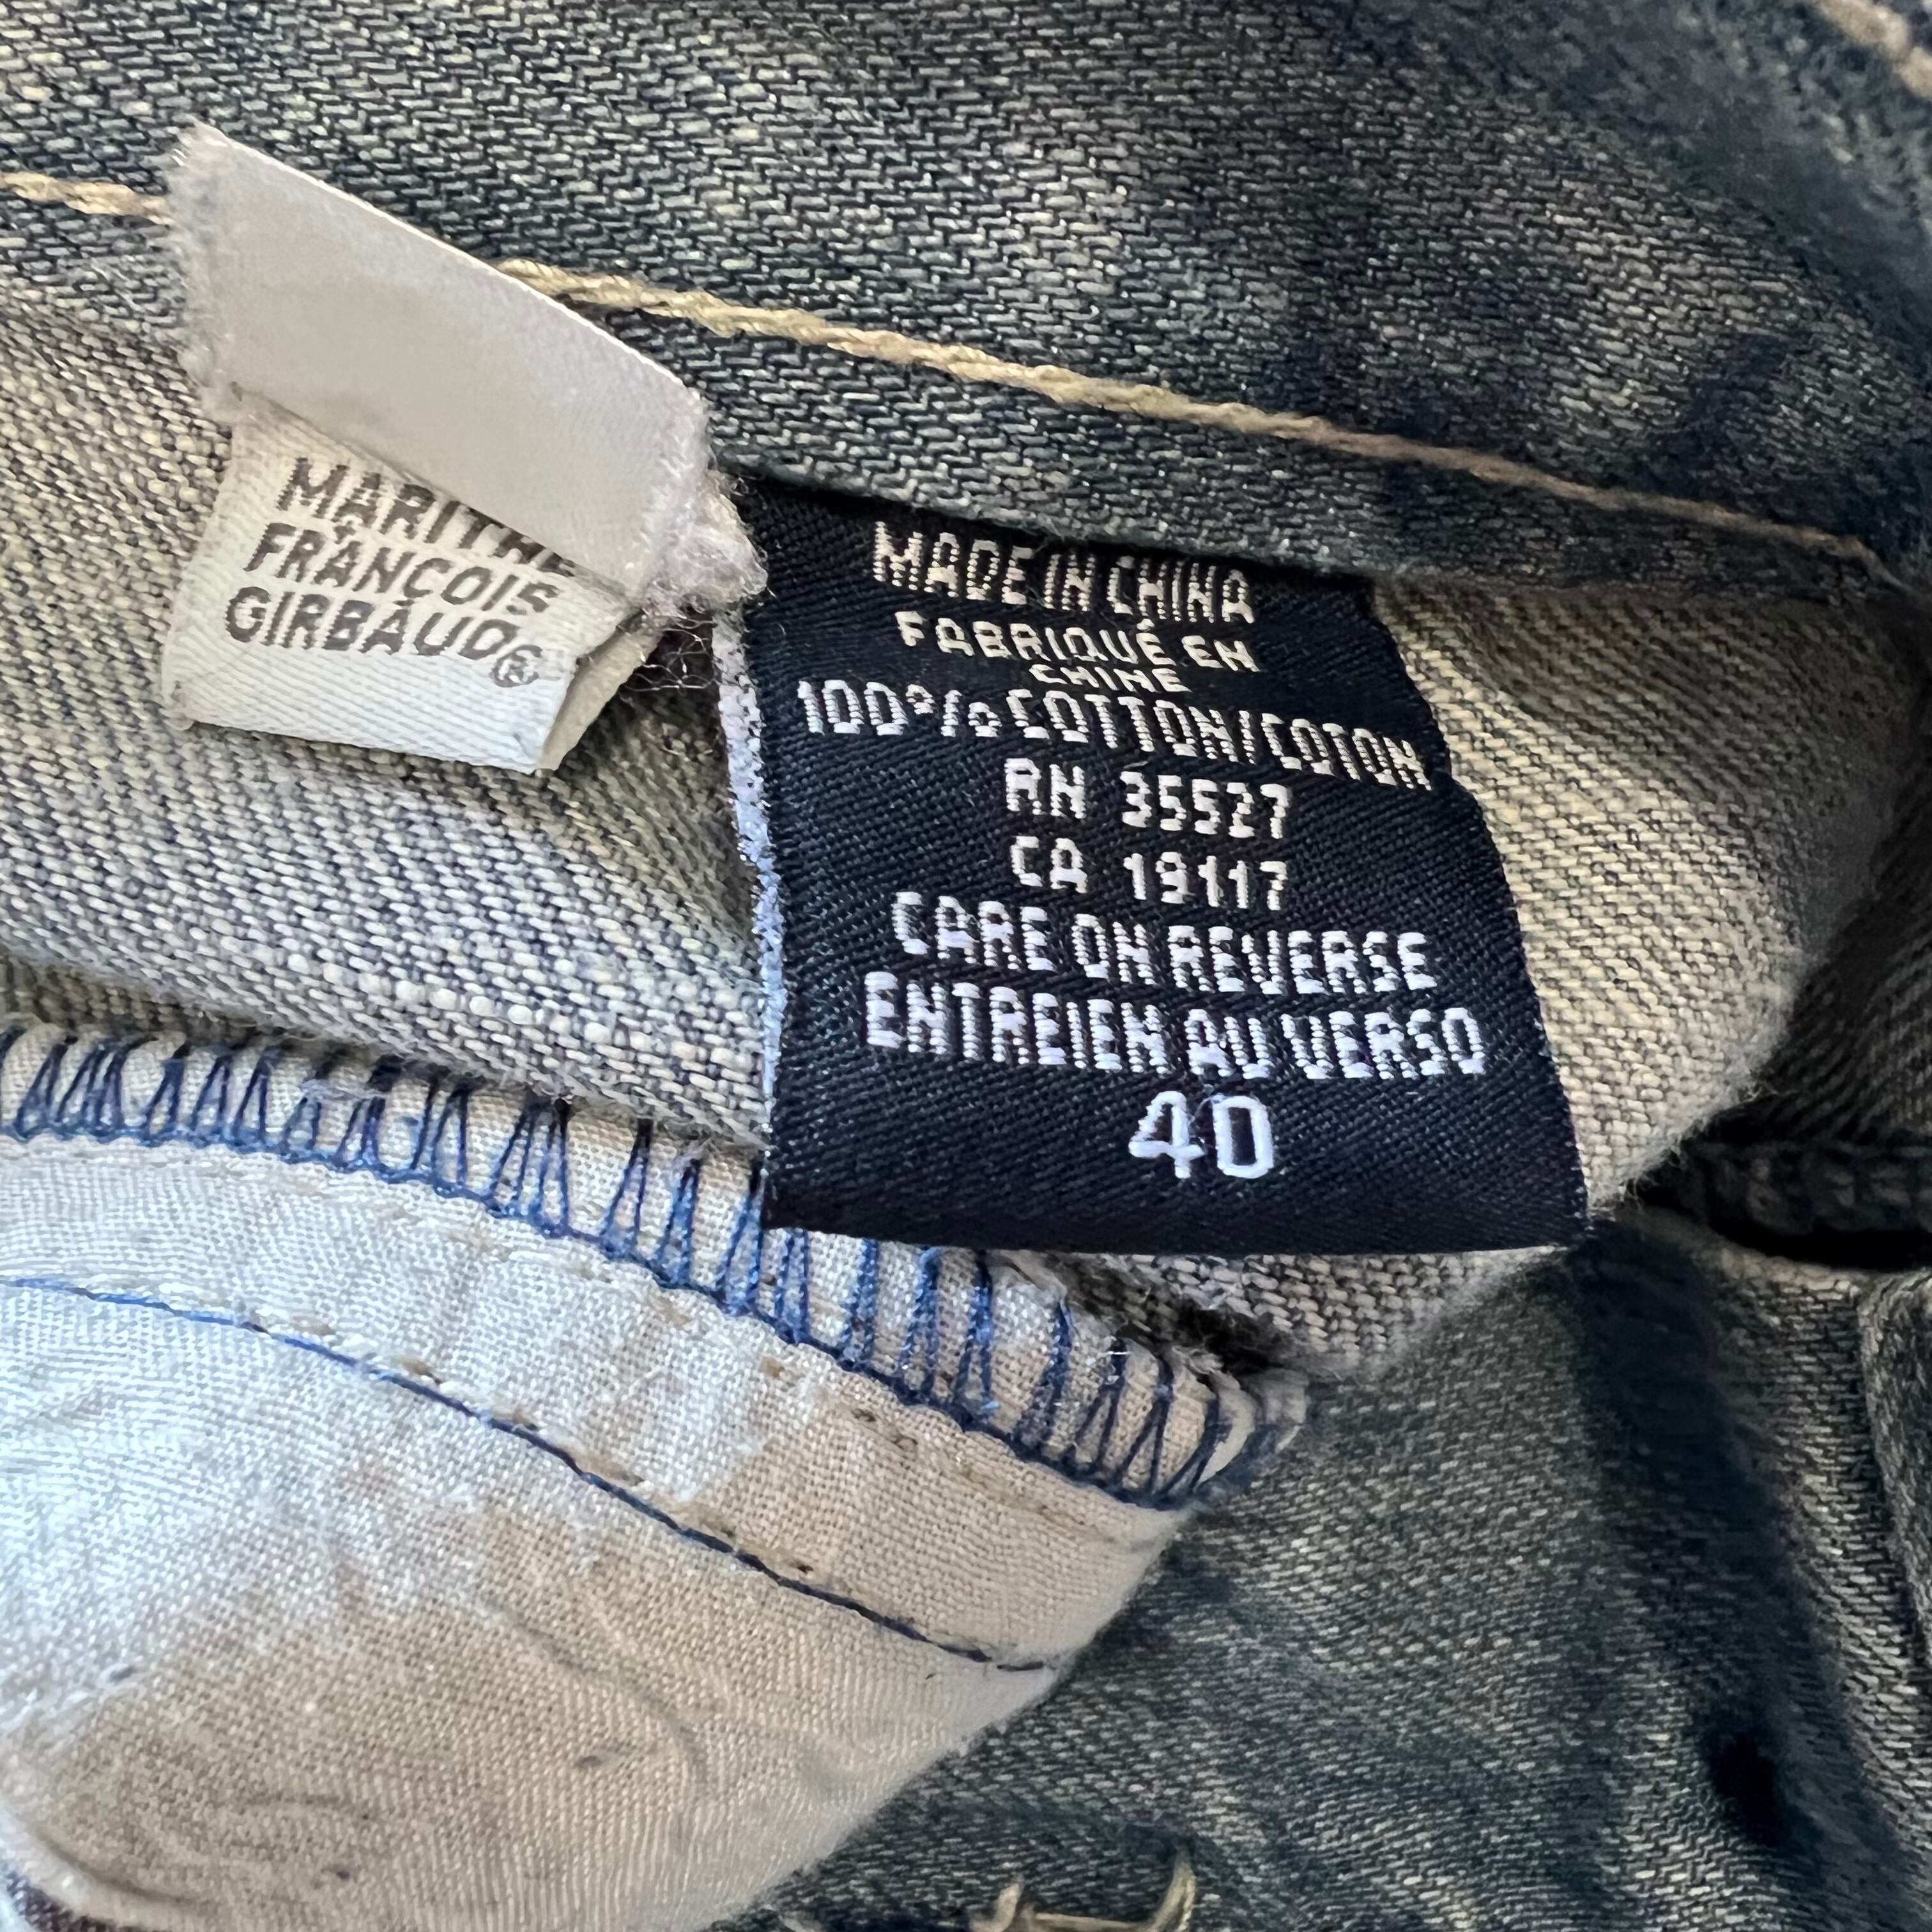 MARITHE
FRANÇOIS
GIRBAUD®
MADE IN CHINA
FABRIQUÉ EN
CHINE
100% COTTON/COTON
RN 35527
CA 19117
CARE ON REVERSE
ENTREIEN AU VERSO
40